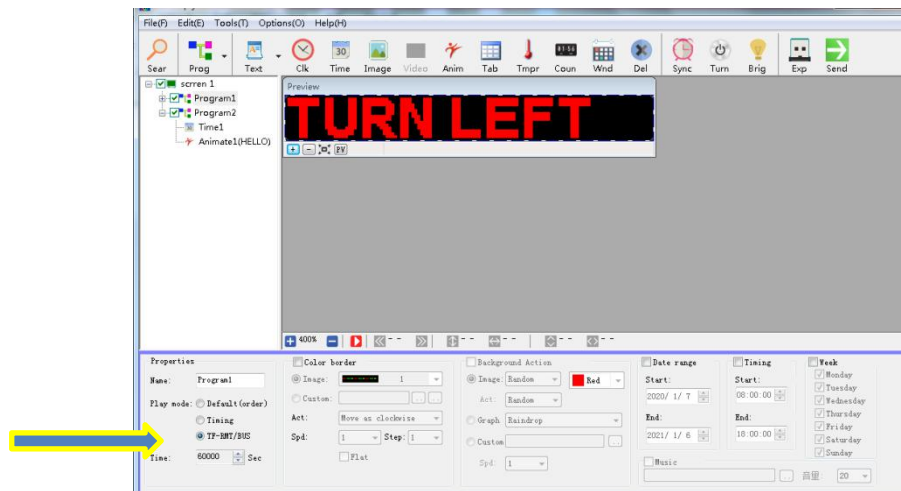 File(F) Edit(E) Tools(T) Options(O) Help(H)
Sear Prog Text Clk Time Image Video Anim Tab Tmpr Coun Wnd Del Sync Turn Brig Exp Send
scrren 1
Program1
Program2
Time1
Animate1(HELLO)
Preview
TURN LEFT
PV
400%
Properties
Name: Program1
Play mode: Default(order)
Timing
TF-RMT/BUS
Time: 60000 Sec
Color border
Image: 1
Custom:
Act: Move as clockwise
Spd: 1 Step: 1
Flat
Background Action
Image: Random Red
Act: Random
Graph Raindrop
Custom
Spd: 1
Date range
Start:
2020/ 1/ 7
End:
2021/ 1/ 6
Timing
Start:
08:00:00
End:
18:00:00
Week
Monday
Tuesday
Wednesday
Thursday
Friday
Saturday
Sunday
Music
20